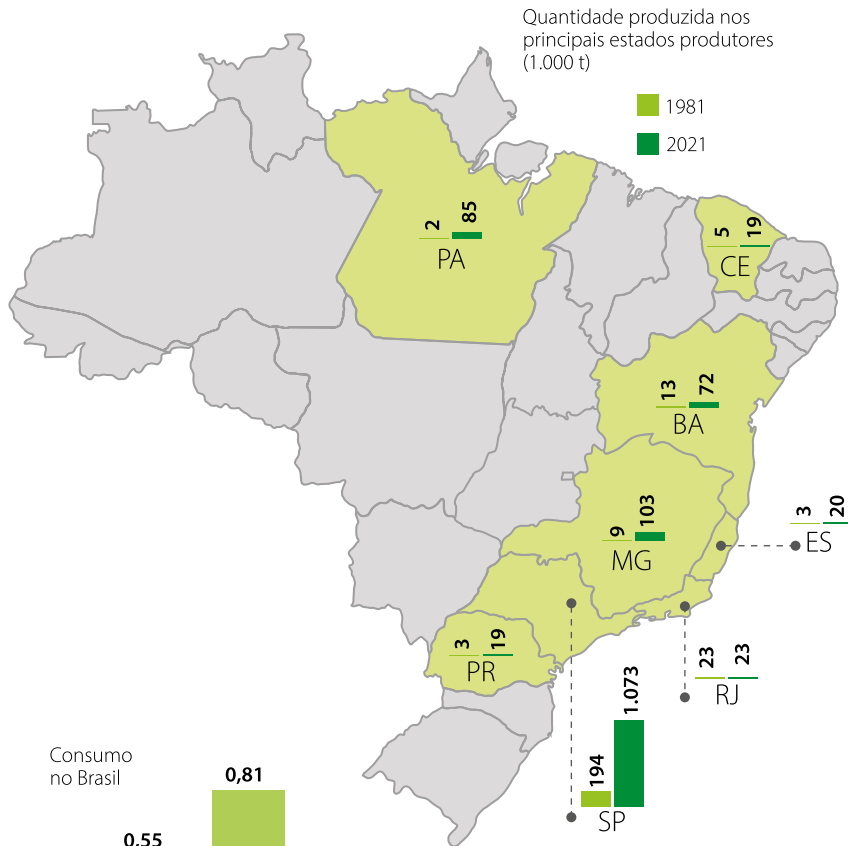 Quantidade produzida nos
principais estados produtores
(1.000 t)
1981
2021
2
85
PA
5
19
CE
13
72
BA
9
103
MG
3
20
ES
3
19
PR
23
23
RJ
194
1.073
SP
Consumo
no Brasil
0,81
0,55